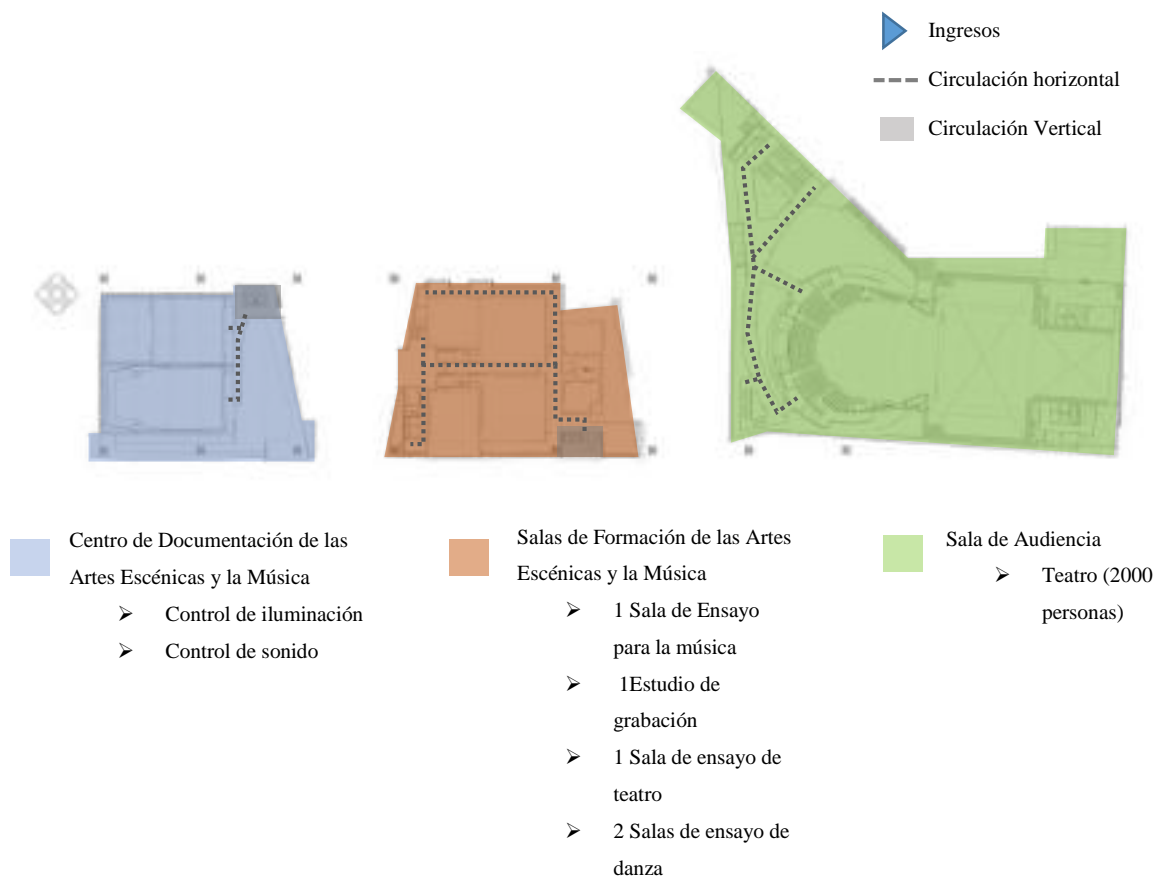 Ingresos
Circulación horizontal
Circulación Vertical
Centro de Documentación de las
Artes Escénicas y la Música
➢ Control de iluminación
➢ Control de sonido
Salas de Formación de las Artes
Escénicas y la Música
➢ 1 Sala de Ensayo
para la música
➢ 1Estudio de
grabación
➢ 1 Sala de ensayo de
teatro
➢ 2 Salas de ensayo de
danza
Sala de Audiencia
➢ Teatro (2000
personas)